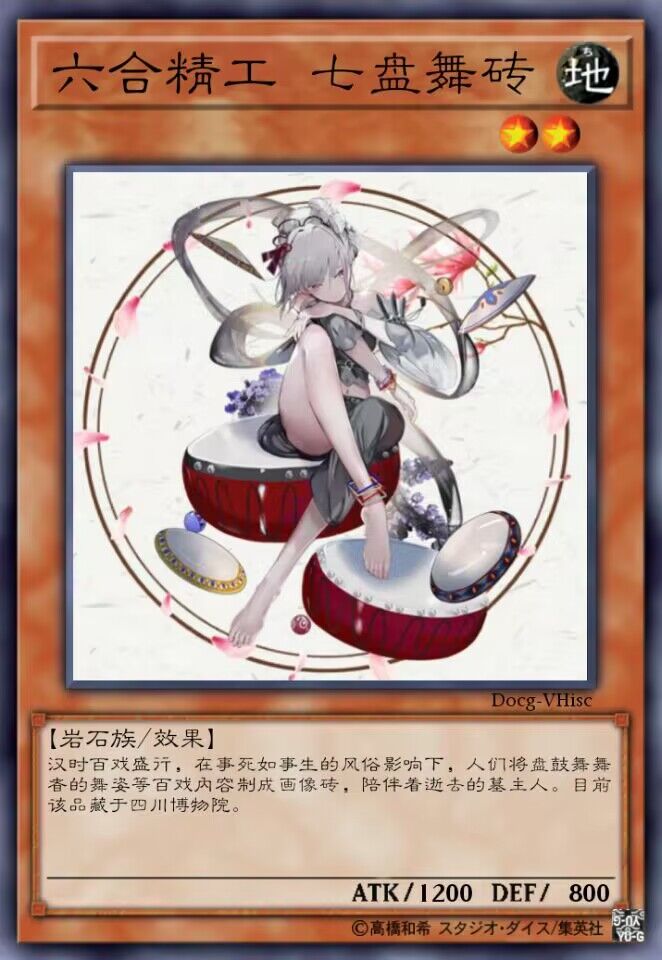 六合精工 七盘舞砖
ち
地
Docg-VHisc
【岩石族/效果】
汉时百戏盛行，在事死如事生的风俗影响下，人们将盘鼓舞舞
者的舞姿等百戏内容制成画像砖，陪伴着逝去的墓主人。目前
该品藏于四川博物院。
ATK/1200 DEF/ 800
©高橋和希 スタジオ・ダイス/集英社